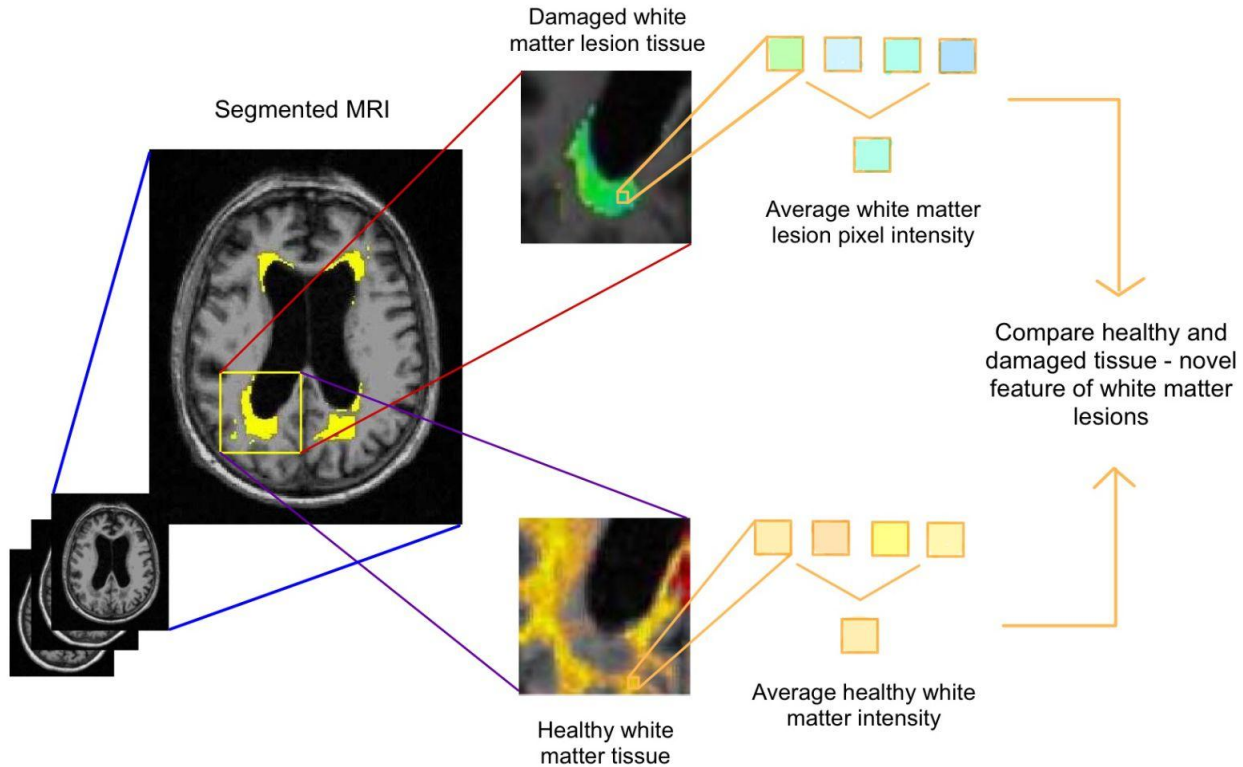 Damaged white
matter lesion tissue
Segmented MRI
Average white matter
lesion pixel intensity
Compare healthy and
damaged tissue - novel
feature of white matter
lesions
Average healthy white
matter intensity
Healthy white
matter tissue